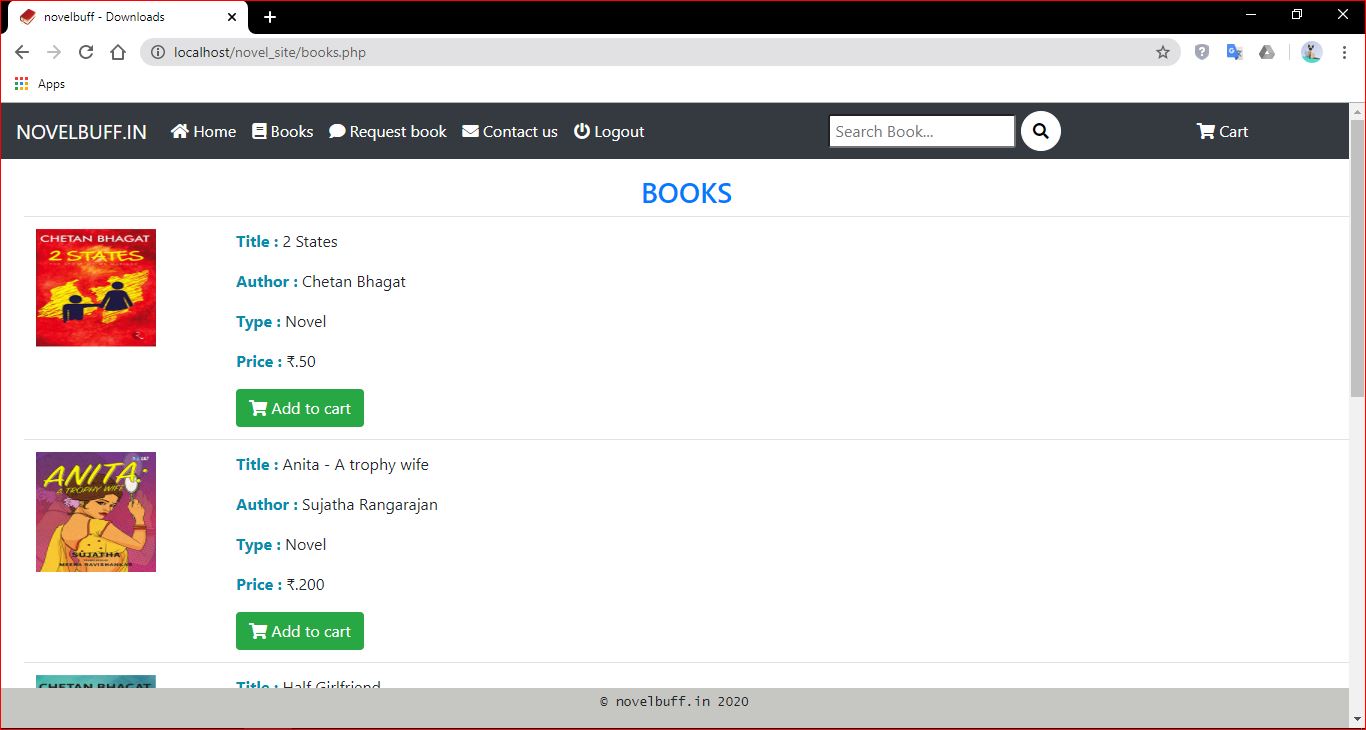 novelbuff - Downloads
localhost/novel_site/books.php
Apps
NOVELBUFF.IN Home Books Request book Contact us Logout Search Book... Cart
BOOKS
CHETAN BHAGAT
2 STATES
Title : 2 States
Author : Chetan Bhagat
Type : Novel
Price : ₹.50
Add to cart
ANITA:
A TROPHY WIFE
SUJATHA
MEERA RAVISHANKAR
Title : Anita - A trophy wife
Author : Sujatha Rangarajan
Type : Novel
Price : ₹.200
Add to cart
CHETAN BHAGAT
Title : Half Girlfriend
© novelbuff.in 2020